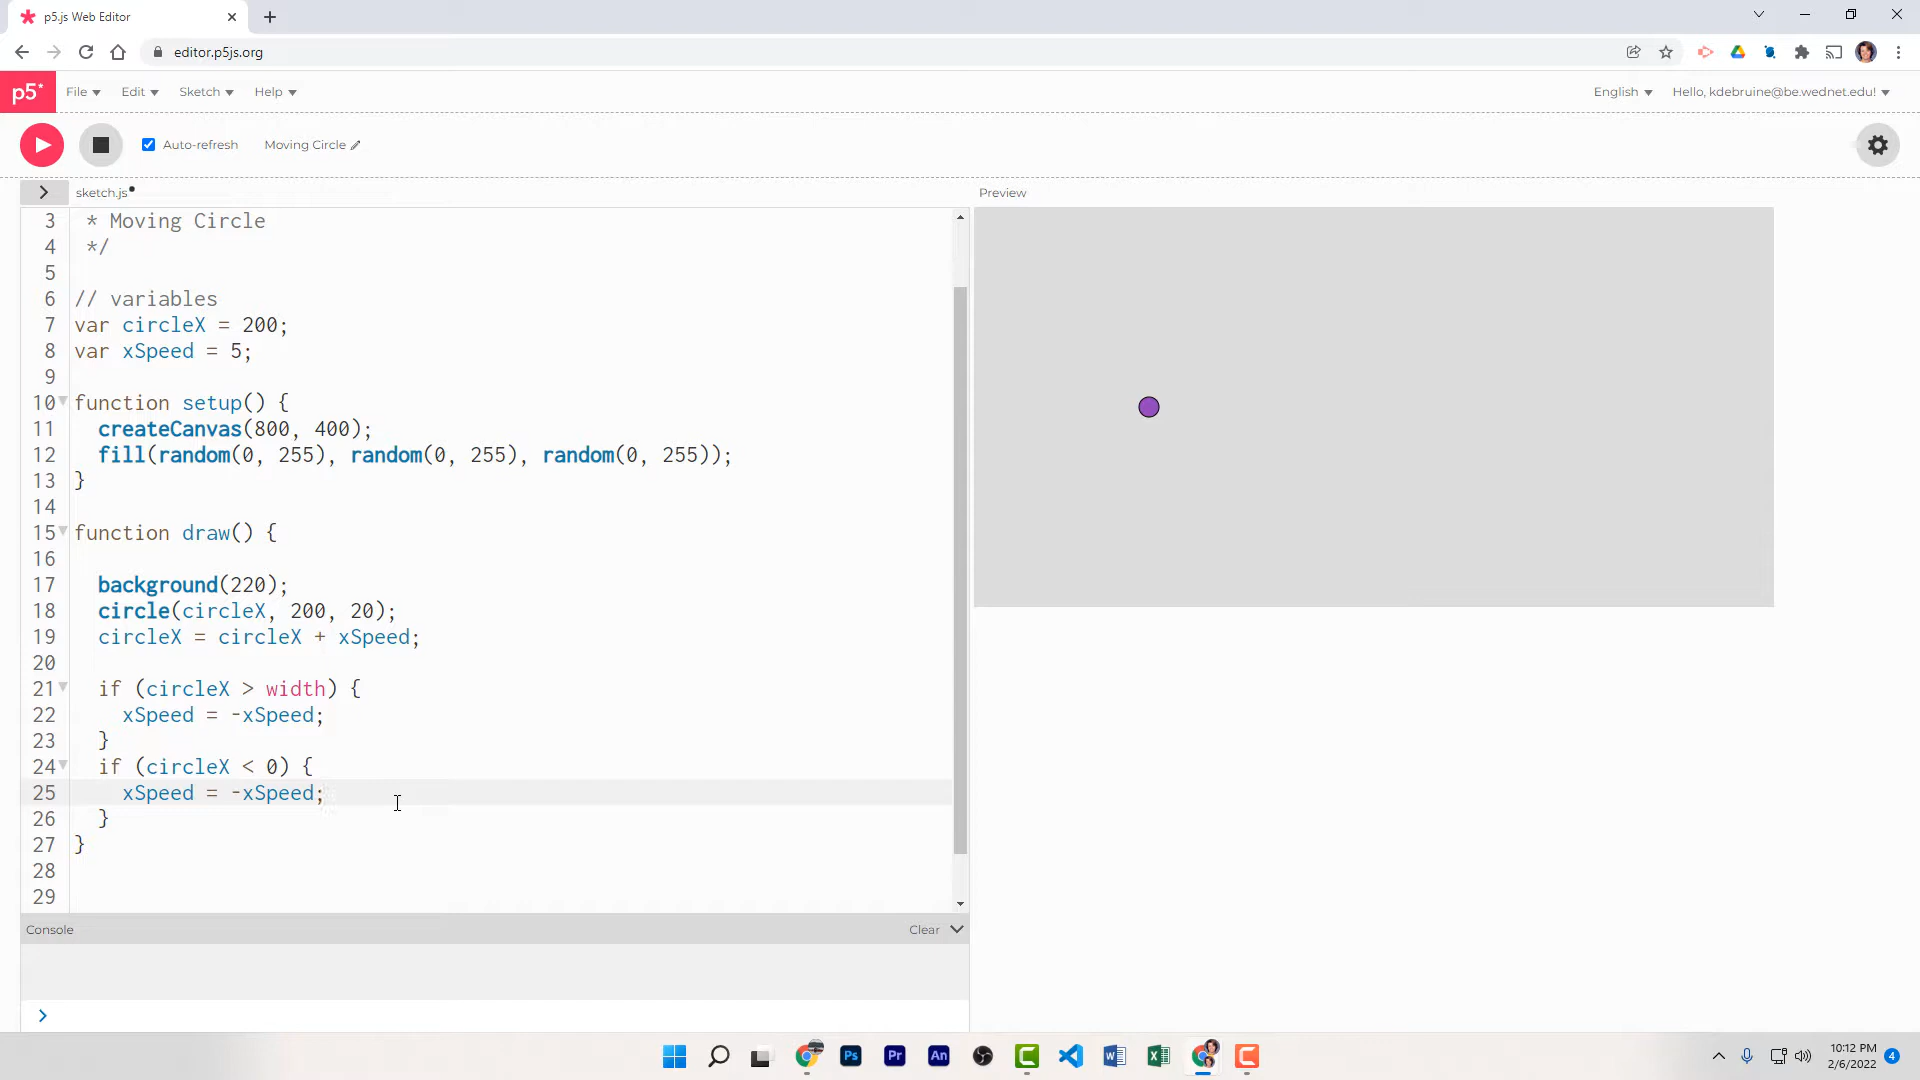 p5.js Web Editor
editor.p5js.org
p5* File Edit Sketch Help English Hello, kdebruine@be.wednet.edu!
Auto-refresh Moving Circle
sketch.js Preview
3 * Moving Circle
4 */
5
6 // variables
7 var circleX = 200;
8 var xSpeed = 5;
9
10 function setup() {
11 createCanvas(800, 400);
12 fill(random(0, 255), random(0, 255), random(0, 255));
13 }
14
15 function draw() {
16
17 background(220);
18 circle(circleX, 200, 20);
19 circleX = circleX + xSpeed;
20
21 if (circleX > width) {
22 xSpeed = -xSpeed;
23 }
24 if (circleX < 0) {
25 xSpeed = -xSpeed;
26 }
27 }
28
29
Console Clear
>
Ps Pr An
10:12 PM
2/6/2022 4